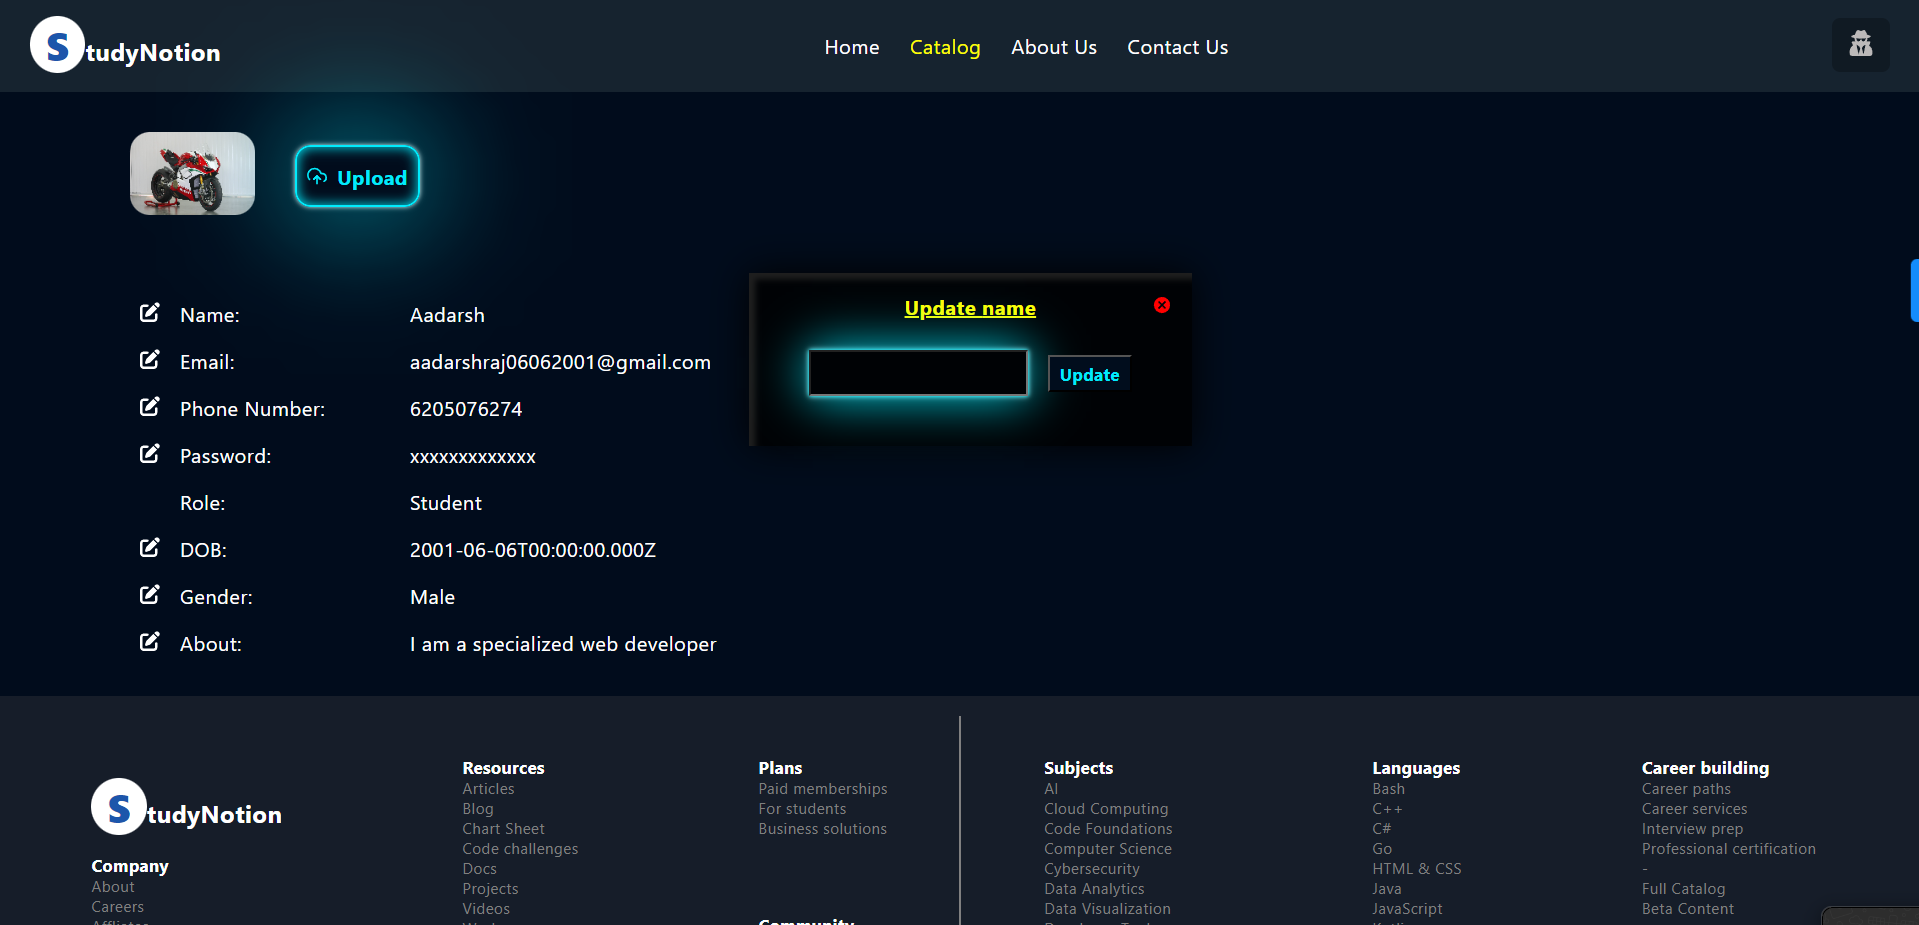 StudyNotion
Home Catalog About Us Contact Us
Upload
Name: Aadarsh
Email: aadarshraj06062001@gmail.com
Phone Number: 6205076274
Password: xxxxxxxxxxxxx
Role: Student
DOB: 2001-06-06T00:00:00.000Z
Gender: Male
About: I am a specialized web developer
Update name
Update
StudyNotion
Company
About
Careers
Resources
Articles
Blog
Chart Sheet
Code challenges
Docs
Projects
Videos
Plans
Paid memberships
For students
Business solutions
Community
Subjects
AI
Cloud Computing
Code Foundations
Computer Science
Cybersecurity
Data Analytics
Data Visualization
Languages
Bash
C++
C#
Go
HTML & CSS
Java
JavaScript
Career building
Career paths
Career services
Interview prep
Professional certification
-
Full Catalog
Beta Content